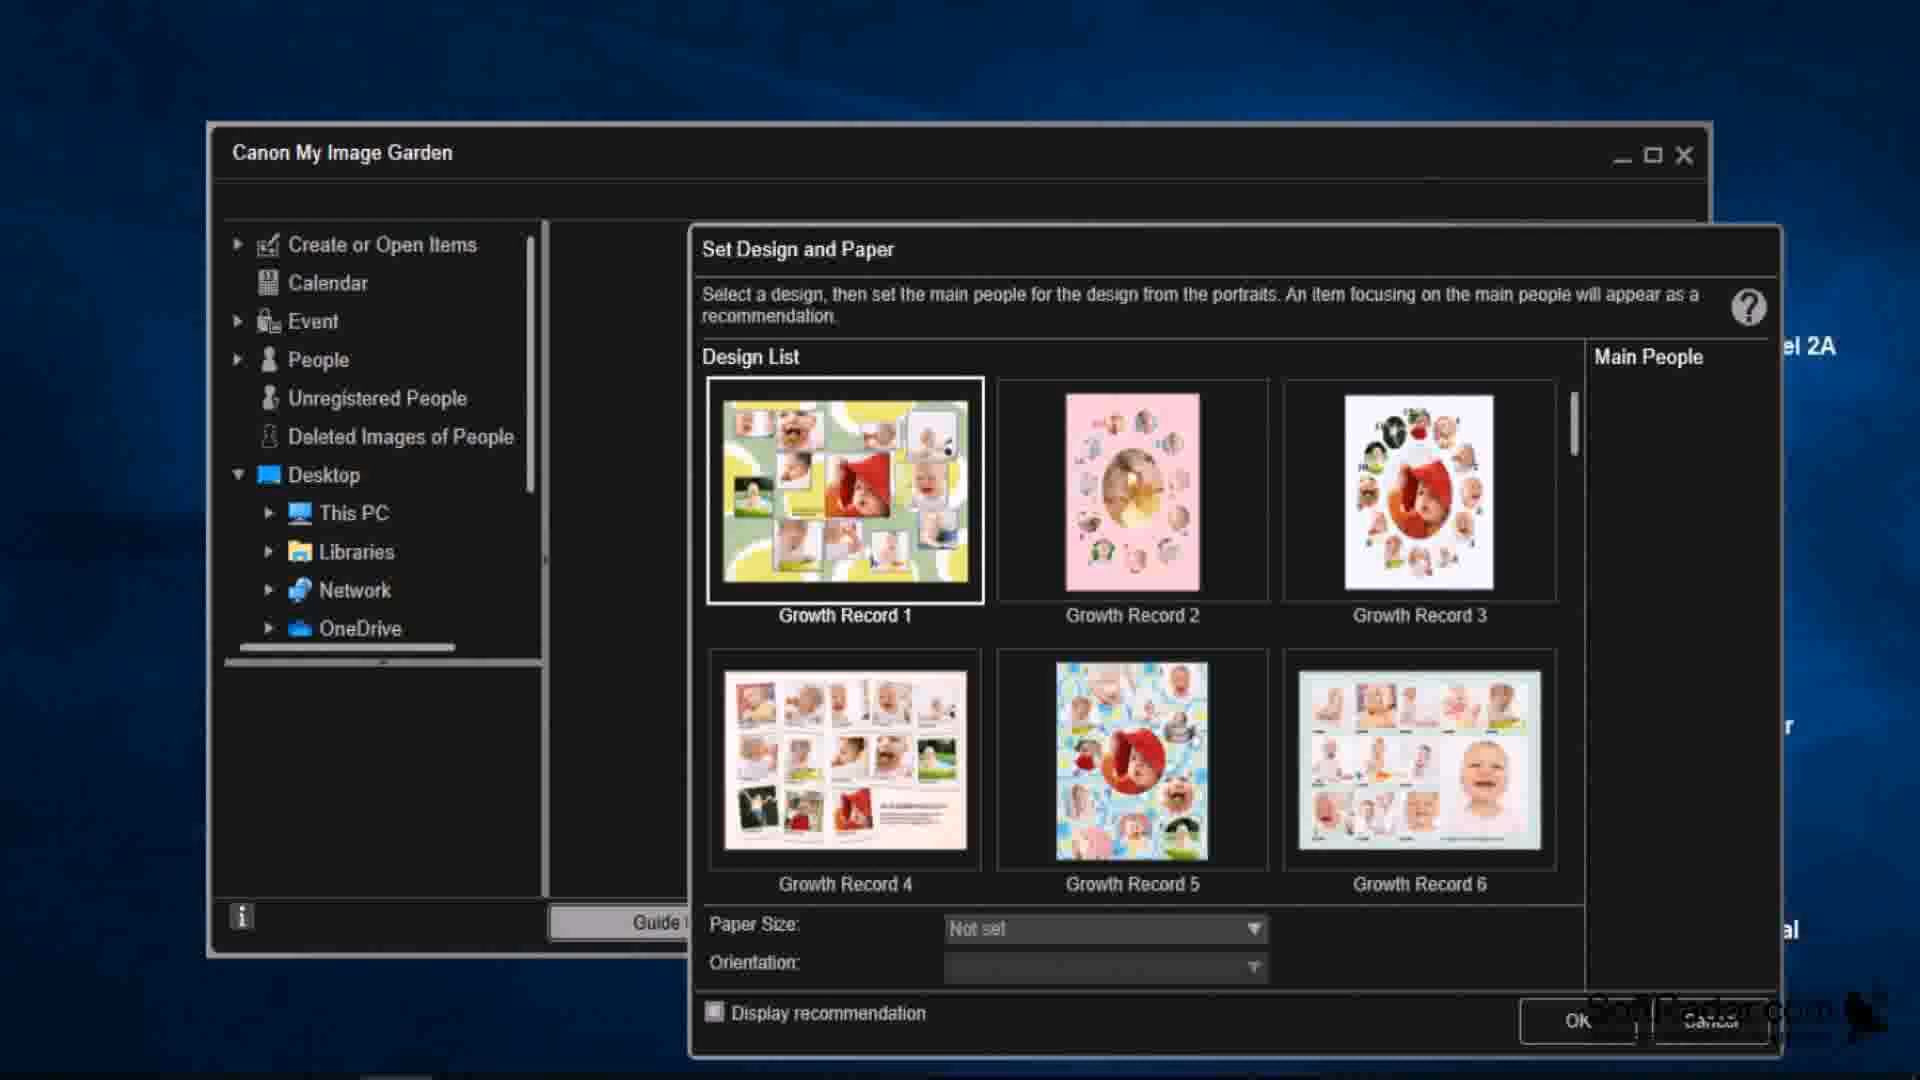 Canon My Image Garden
Create or Open Items
Calendar
Event
People
Unregistered People
Deleted Images of People
Desktop
This PC
Libraries
Network
OneDrive
Guide
Set Design and Paper
Select a design, then set the main people for the design from the portraits. An item focusing on the main people will appear as a
recommendation.
Design List
Main People
Growth Record 1
Growth Record 2
Growth Record 3
Growth Record 4
Growth Record 5
Growth Record 6
Paper Size:
Not set
Orientation:
Display recommendation
OK
Cancel
SoftRadar.com
el 2A
r
al